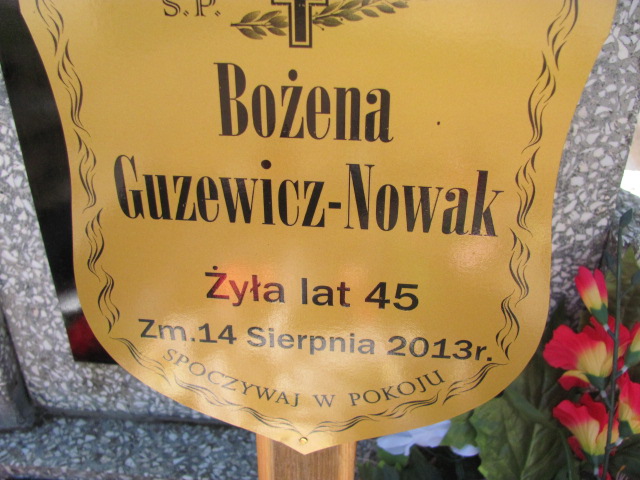 Ś.P.
Bożena
Guzewicz-Nowak
Żyła lat 45
Zm.14 Sierpnia 2013r.
SPOCZYWAJ W POKOJU